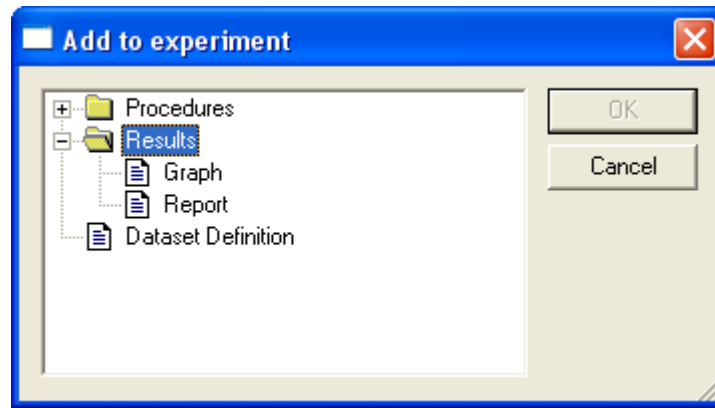 Add to experiment
Procedures
OK
Results
Cancel
Graph
Report
Dataset Definition